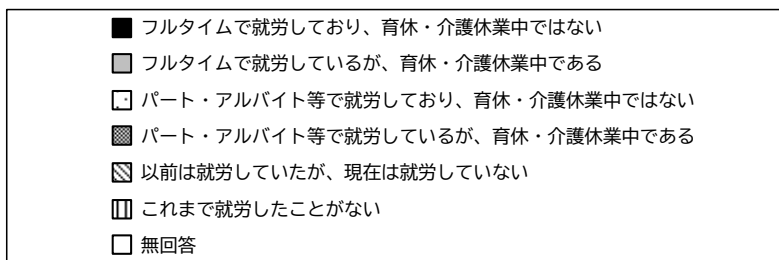 フルタイムで就労しており、育休・介護休業中ではない
フルタイムで就労しているが、育休・介護休業中である
パート・アルバイト等で就労しており、育休・介護休業中ではない
パート・アルバイト等で就労しているが、育休・介護休業中である
以前は就労していたが、現在は就労していない
これまで就労したことがない
無回答